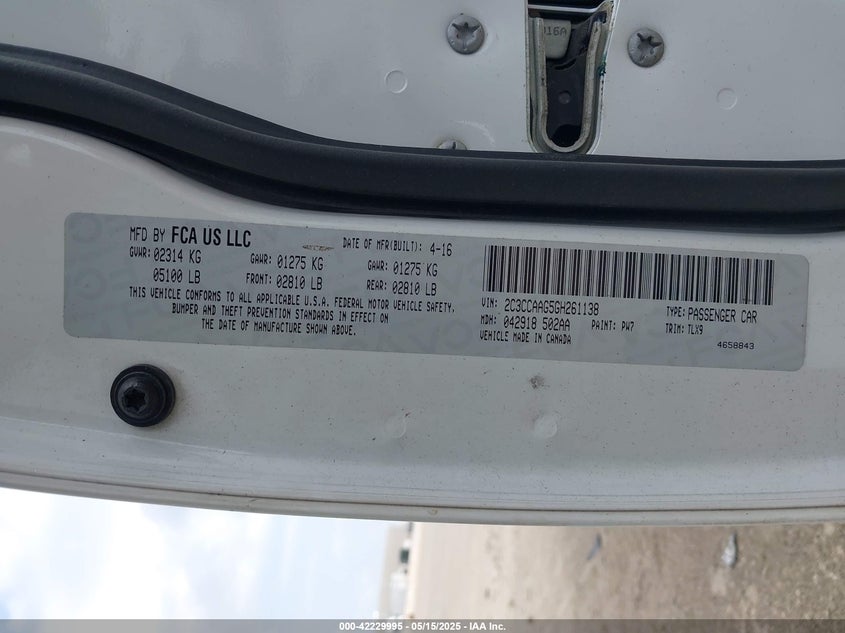 16A
MFD BY FCA US LLC
DATE OF MFR(BUILT): 4-16
GVWR: 02314 KG
GAWR: 01275 KG
GAWR: 01275 KG
05100 LB
FRONT: 02810 LB
REAR: 02810 LB
THIS VEHICLE CONFORMS TO ALL APPLICABLE U.S.A. FEDERAL MOTOR VEHICLE SAFETY,
BUMPER AND THEFT PREVENTION STANDARDS IN EFFECT ON
THE DATE OF MANUFACTURE SHOWN ABOVE.
VIN: 2C3CCAAG5GH261138
TYPE: PASSENGER CAR
MDH: 042918 502AA
PAINT: PW7
TRIM: TLX9
VEHICLE MADE IN CANADA
4658843
000-42229995 - 05/15/2025 - IAA Inc.